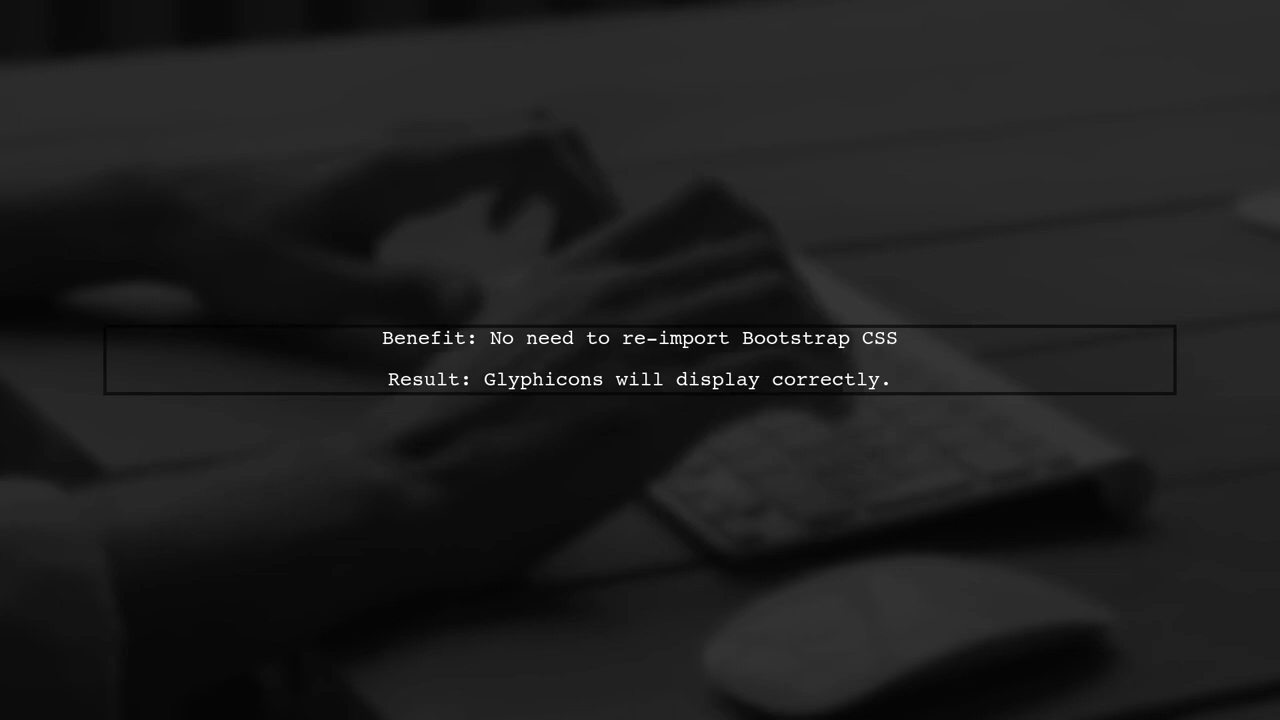 Benefit: No need to re-import Bootstrap CSS
Result: Glyphicons will display correctly.